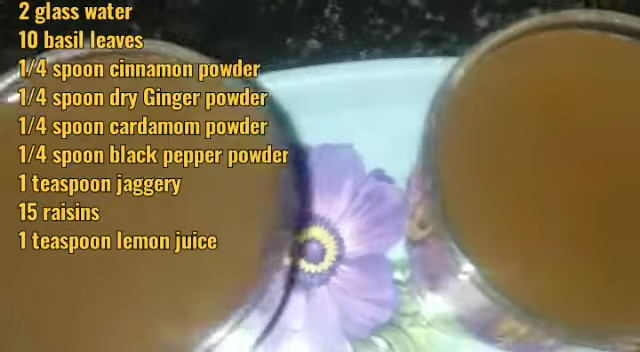 2 glass water
10 basil leaves
1/4 spoon cinnamon powder
1/4 spoon dry Ginger powder
1/4 spoon cardamom powder
1/4 spoon black pepper powder
1 teaspoon jaggery
15 raisins
1 teaspoon lemon juice